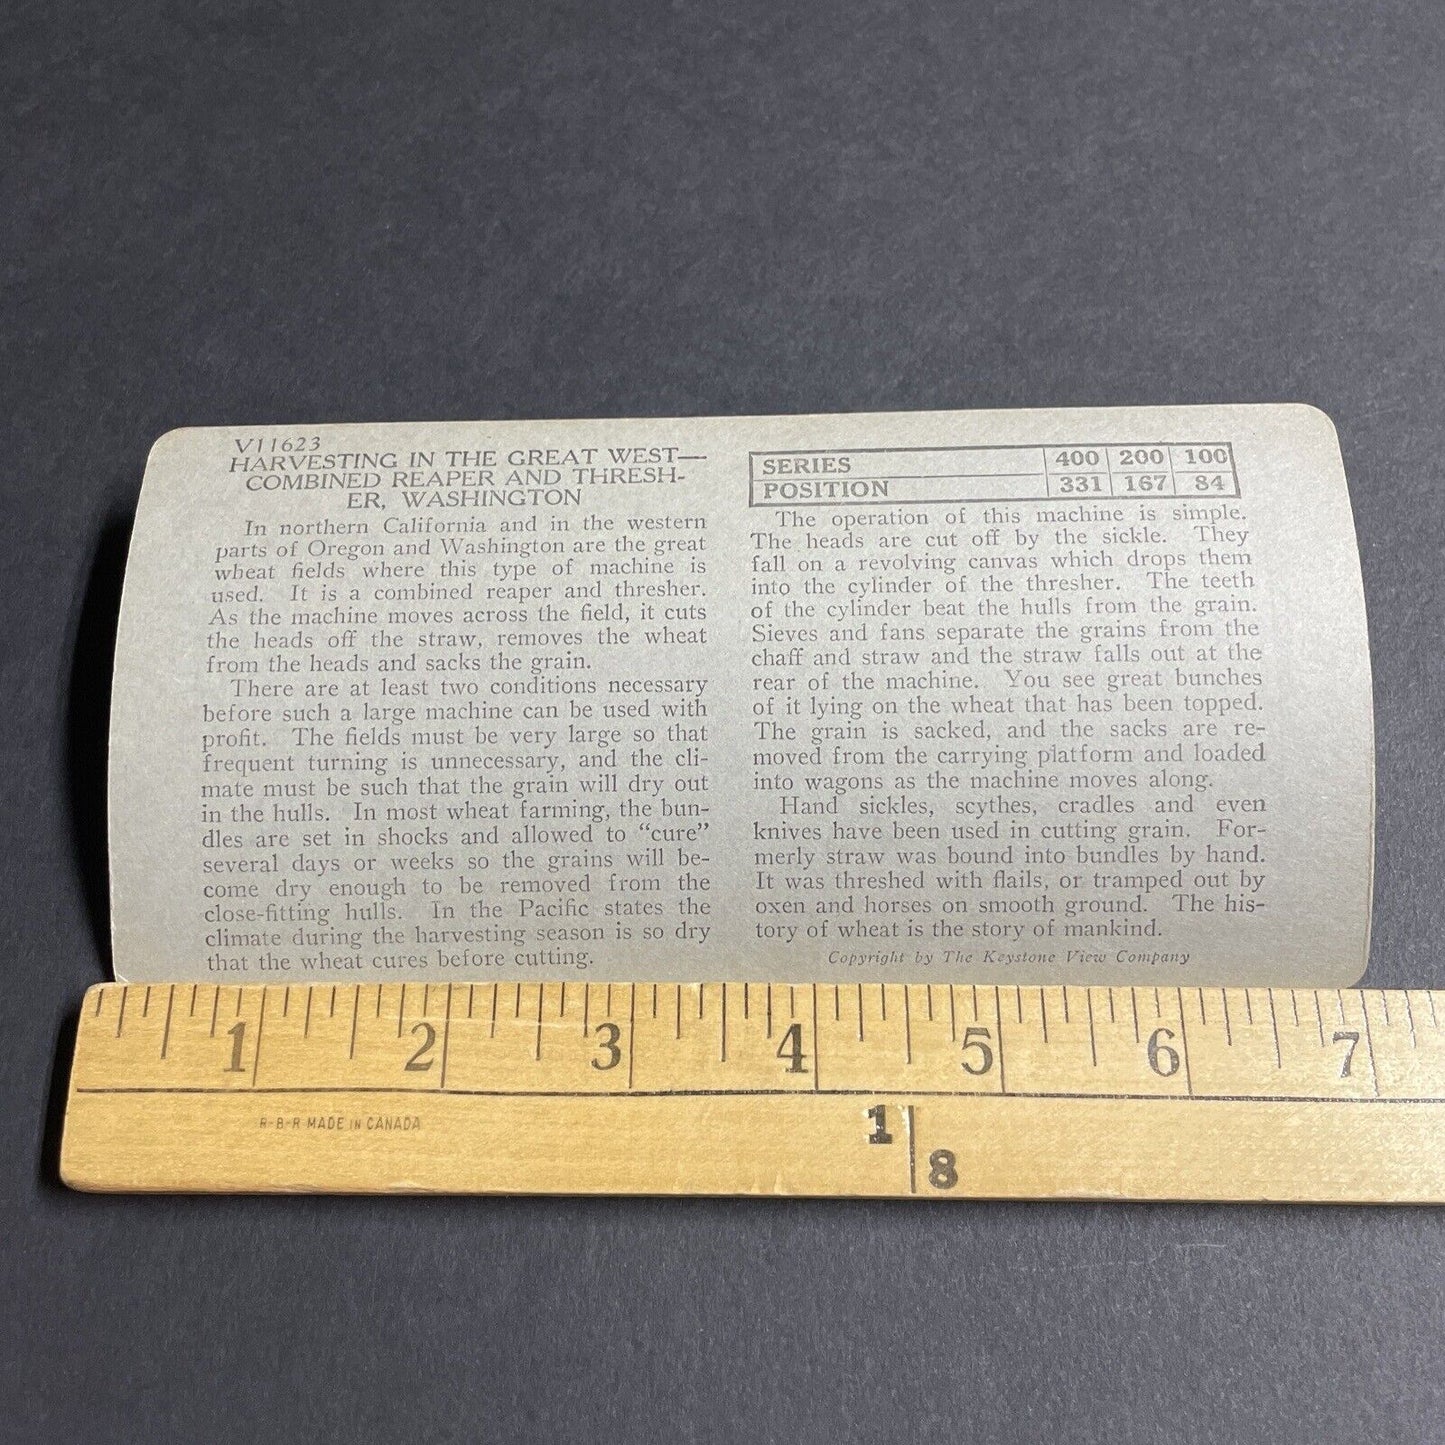 V11623
HARVESTING IN THE GREAT WEST—
COMBINED REAPER AND THRESH-
ER, WASHINGTON
In northern California and in the western
parts of Oregon and Washington are the great
wheat fields where this type of machine is
used. It is a combined reaper and thresher.
As the machine moves across the field, it cuts
the heads off the straw, removes the wheat
from the heads and sacks the grain.
There are at least two conditions necessary
before such a large machine can be used with
profit. The fields must be very large so that
frequent turning is unnecessary, and the cli-
mate must be such that the grain will dry out
in the hulls. In most wheat farming, the bun-
dles are set in shocks and allowed to “cure”
several days or weeks so the grains will be-
come dry enough to be removed from the
close-fitting hulls. In the Pacific states the
climate during the harvesting season is so dry
that the wheat cures before cutting.
SERIES 400 200 100
POSITION 331 167 84
The operation of this machine is simple.
The heads are cut off by the sickle. They
fall on a revolving canvas which drops them
into the cylinder of the thresher. The teeth
of the cylinder beat the hulls from the grain.
Sieves and fans separate the grains from the
chaff and straw and the straw falls out at the
rear of the machine. You see great bunches
of it lying on the wheat that has been topped.
The grain is sacked, and the sacks are re-
moved from the carrying platform and loaded
into wagons as the machine moves along.
Hand sickles, scythes, cradles and even
knives have been used in cutting grain. For-
merly straw was bound into bundles by hand.
It was threshed with flails, or tramped out by
oxen and horses on smooth ground. The his-
tory of wheat is the story of mankind.
Copyright by The Keystone View Company
1 2 3 4 5 6 7
R-B-R MADE IN CANADA
1
8